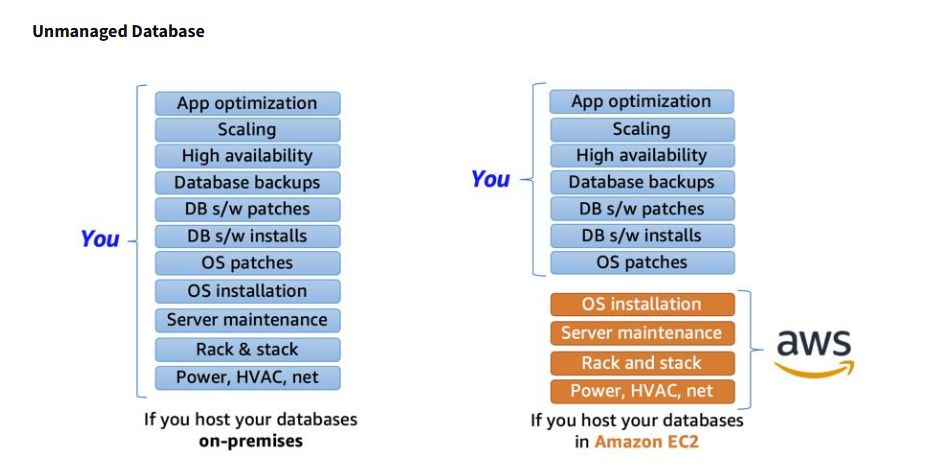 Unmanaged Database
You
App optimization
Scaling
High availability
Database backups
DB s/w patches
DB s/w installs
OS patches
OS installation
Server maintenance
Rack & stack
Power, HVAC, net
If you host your databases
on-premises
You
App optimization
Scaling
High availability
Database backups
DB s/w patches
DB s/w installs
OS patches
OS installation
Server maintenance
Rack and stack
Power, HVAC, net
aws
If you host your databases
in Amazon EC2